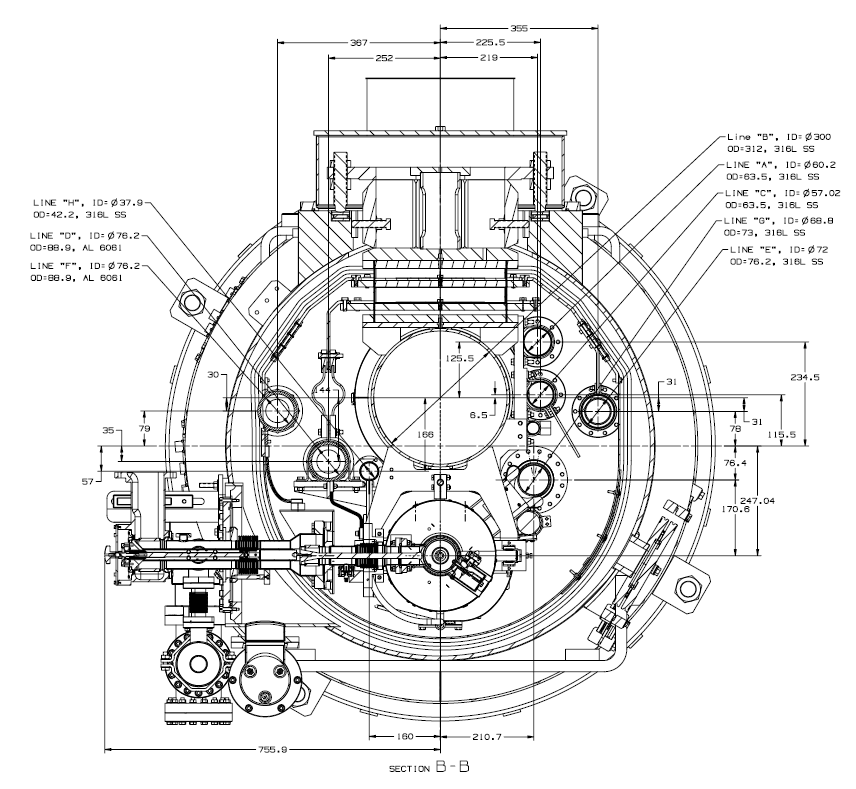 355
367
225.5
252
219
Line "B", ID=Ø300
OD=312, 316L SS
LINE "A", ID=Ø60.2
OD=63.5, 316L SS
LINE "C", ID=Ø57.02
OD=63.5, 316L SS
LINE "G", ID=Ø68.8
OD=73, 316L SS
LINE "E", ID=Ø72
OD=76.2, 316L SS
LINE "H", ID=Ø37.9
OD=42.2, 316L SS
LINE "D", ID=Ø76.2
OD=88.9, AL 6061
LINE "F", ID=Ø76.2
OD=88.9, AL 6061
125.5
234.5
30
144
31
6.5
79
31
78
115.5
35
166
76.4
57
247.04
170.6
160
210.7
755.9
SECTION B-B